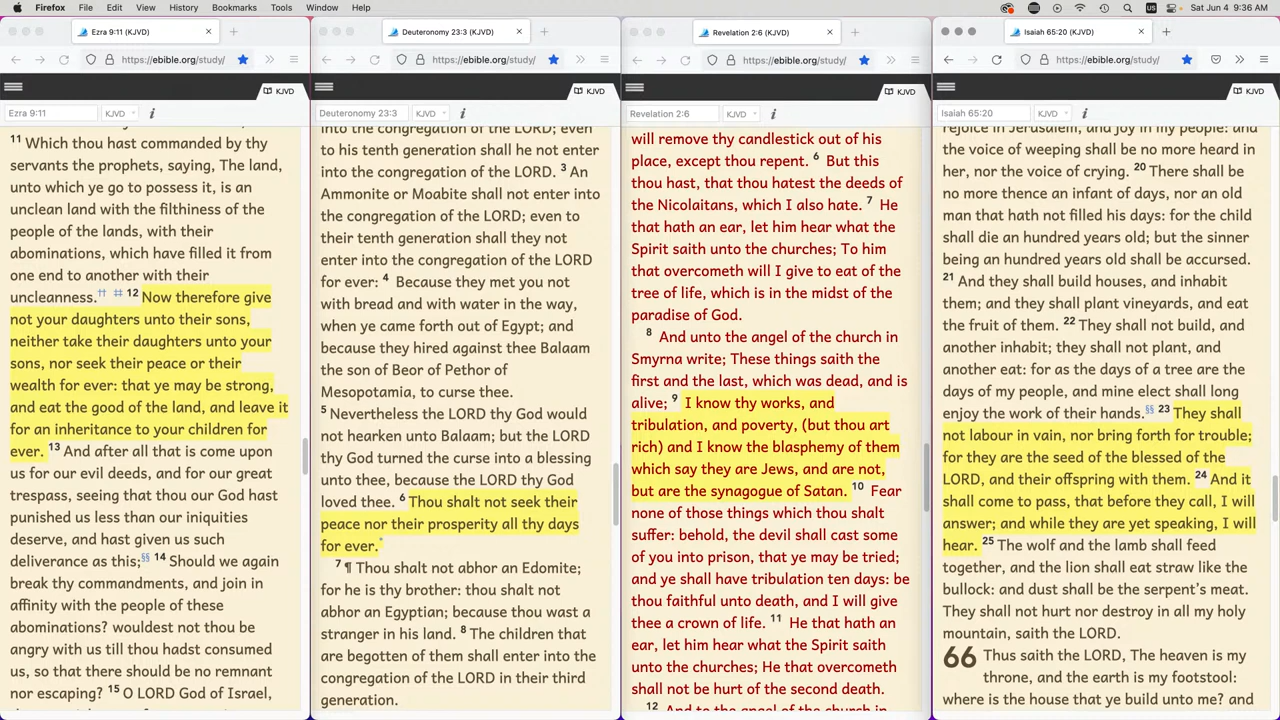 Firefox File Edit View History Bookmarks Tools Window Help
US Sat Jun 4 9:36 AM
Ezra 9:11 (KJVD)
https://ebible.org/study/
KJVD
Ezra 9:11 KJVD i
11 Which thou hast commanded by thy
servants the prophets, saying, The land,
unto which ye go to possess it, is an
unclean land with the filthiness of the
people of the lands, with their
abominations, which have filled it from
one end to another with their
uncleanness.†† ‡‡ 12 Now therefore give
not your daughters unto their sons,
neither take their daughters unto your
sons, nor seek their peace or their
wealth for ever: that ye may be strong,
and eat the good of the land, and leave it
for an inheritance to your children for
ever. 13 And after all that is come upon
us for our evil deeds, and for our great
trespass, seeing that thou our God hast
punished us less than our iniquities
deserve, and hast given us such
deliverance as this;§§ 14 Should we again
break thy commandments, and join in
affinity with the people of these
abominations? wouldest not thou be
angry with us till thou hadst consumed
us, so that there should be no remnant
nor escaping? 15 O LORD God of Israel,
Deuteronomy 23:3 (KJVD)
https://ebible.org/study/
KJVD
Deuteronomy 23:3 KJVD i
into the congregation of the LORD; even
to his tenth generation shall he not enter
into the congregation of the LORD. 3 An
Ammonite or Moabite shall not enter into
the congregation of the LORD; even to
their tenth generation shall they not
enter into the congregation of the LORD
for ever: 4 Because they met you not
with bread and with water in the way,
when ye came forth out of Egypt; and
because they hired against thee Balaam
the son of Beor of Pethor of
Mesopotamia, to curse thee.
5 Nevertheless the LORD thy God would
not hearken unto Balaam; but the LORD
thy God turned the curse into a blessing
unto thee, because the LORD thy God
loved thee. 6 Thou shalt not seek their
peace nor their prosperity all thy days
for ever.*
7 ¶ Thou shalt not abhor an Edomite;
for he is thy brother: thou shalt not
abhor an Egyptian; because thou wast a
stranger in his land. 8 The children that
are begotten of them shall enter into the
congregation of the LORD in their third
generation.
Revelation 2:6 (KJVD)
https://ebible.org/study/
KJVD
Revelation 2:6 KJVD i
will remove thy candlestick out of his
place, except thou repent. 6 But this
thou hast, that thou hatest the deeds of
the Nicolaitans, which I also hate. 7 He
that hath an ear, let him hear what the
Spirit saith unto the churches; To him
that overcometh will I give to eat of the
tree of life, which is in the midst of the
paradise of God.
8 And unto the angel of the church in
Smyrna write; These things saith the
first and the last, which was dead, and is
alive; 9 I know thy works, and
tribulation, and poverty, (but thou art
rich) and I know the blasphemy of them
which say they are Jews, and are not,
but are the synagogue of Satan. 10 Fear
none of those things which thou shalt
suffer: behold, the devil shall cast some
of you into prison, that ye may be tried;
and ye shall have tribulation ten days: be
thou faithful unto death, and I will give
thee a crown of life. 11 He that hath an
ear, let him hear what the Spirit saith
unto the churches; He that overcometh
shall not be hurt of the second death.
12 And to the angel of the church in
Isaiah 65:20 (KJVD)
https://ebible.org/study/
KJVD
Isaiah 65:20 KJVD i
rejoice in Jerusalem, and joy in my people: and
the voice of weeping shall be no more heard in
her, nor the voice of crying. 20 There shall be
no more thence an infant of days, nor an old
man that hath not filled his days: for the child
shall die an hundred years old; but the sinner
being an hundred years old shall be accursed.
21 And they shall build houses, and inhabit
them; and they shall plant vineyards, and eat
the fruit of them. 22 They shall not build, and
another inhabit; they shall not plant, and
another eat: for as the days of a tree are the
days of my people, and mine elect shall long
enjoy the work of their hands.§§ 23 They shall
not labour in vain, nor bring forth for trouble;
for they are the seed of the blessed of the
LORD, and their offspring with them. 24 And it
shall come to pass, that before they call, I will
answer; and while they are yet speaking, I will
hear. 25 The wolf and the lamb shall feed
together, and the lion shall eat straw like the
bullock: and dust shall be the serpent's meat.
They shall not hurt nor destroy in all my holy
mountain, saith the LORD.
66 Thus saith the LORD, The heaven is my
throne, and the earth is my footstool:
where is the house that ye build unto me? and